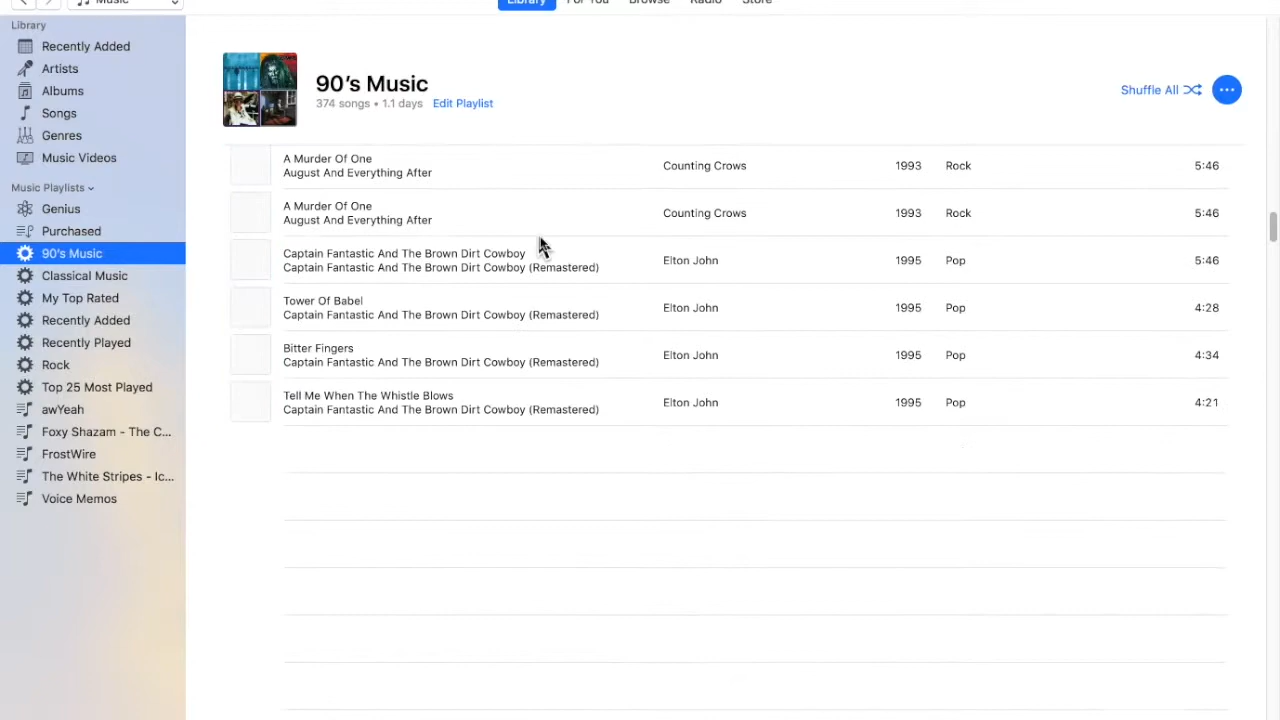 Music
Library For You Browse Radio Store
Library
Recently Added
Artists
Albums
Songs
Genres
Music Videos
Music Playlists
Genius
Purchased
90's Music
Classical Music
My Top Rated
Recently Added
Recently Played
Rock
Top 25 Most Played
awYeah
Foxy Shazam - The C...
FrostWire
The White Stripes - Ic...
Voice Memos
90's Music
374 songs • 1.1 days Edit Playlist
Shuffle All
A Murder Of One
August And Everything After
Counting Crows 1993 Rock 5:46
A Murder Of One
August And Everything After
Counting Crows 1993 Rock 5:46
Captain Fantastic And The Brown Dirt Cowboy
Captain Fantastic And The Brown Dirt Cowboy (Remastered)
Elton John 1995 Pop 5:46
Tower Of Babel
Captain Fantastic And The Brown Dirt Cowboy (Remastered)
Elton John 1995 Pop 4:28
Bitter Fingers
Captain Fantastic And The Brown Dirt Cowboy (Remastered)
Elton John 1995 Pop 4:34
Tell Me When The Whistle Blows
Captain Fantastic And The Brown Dirt Cowboy (Remastered)
Elton John 1995 Pop 4:21